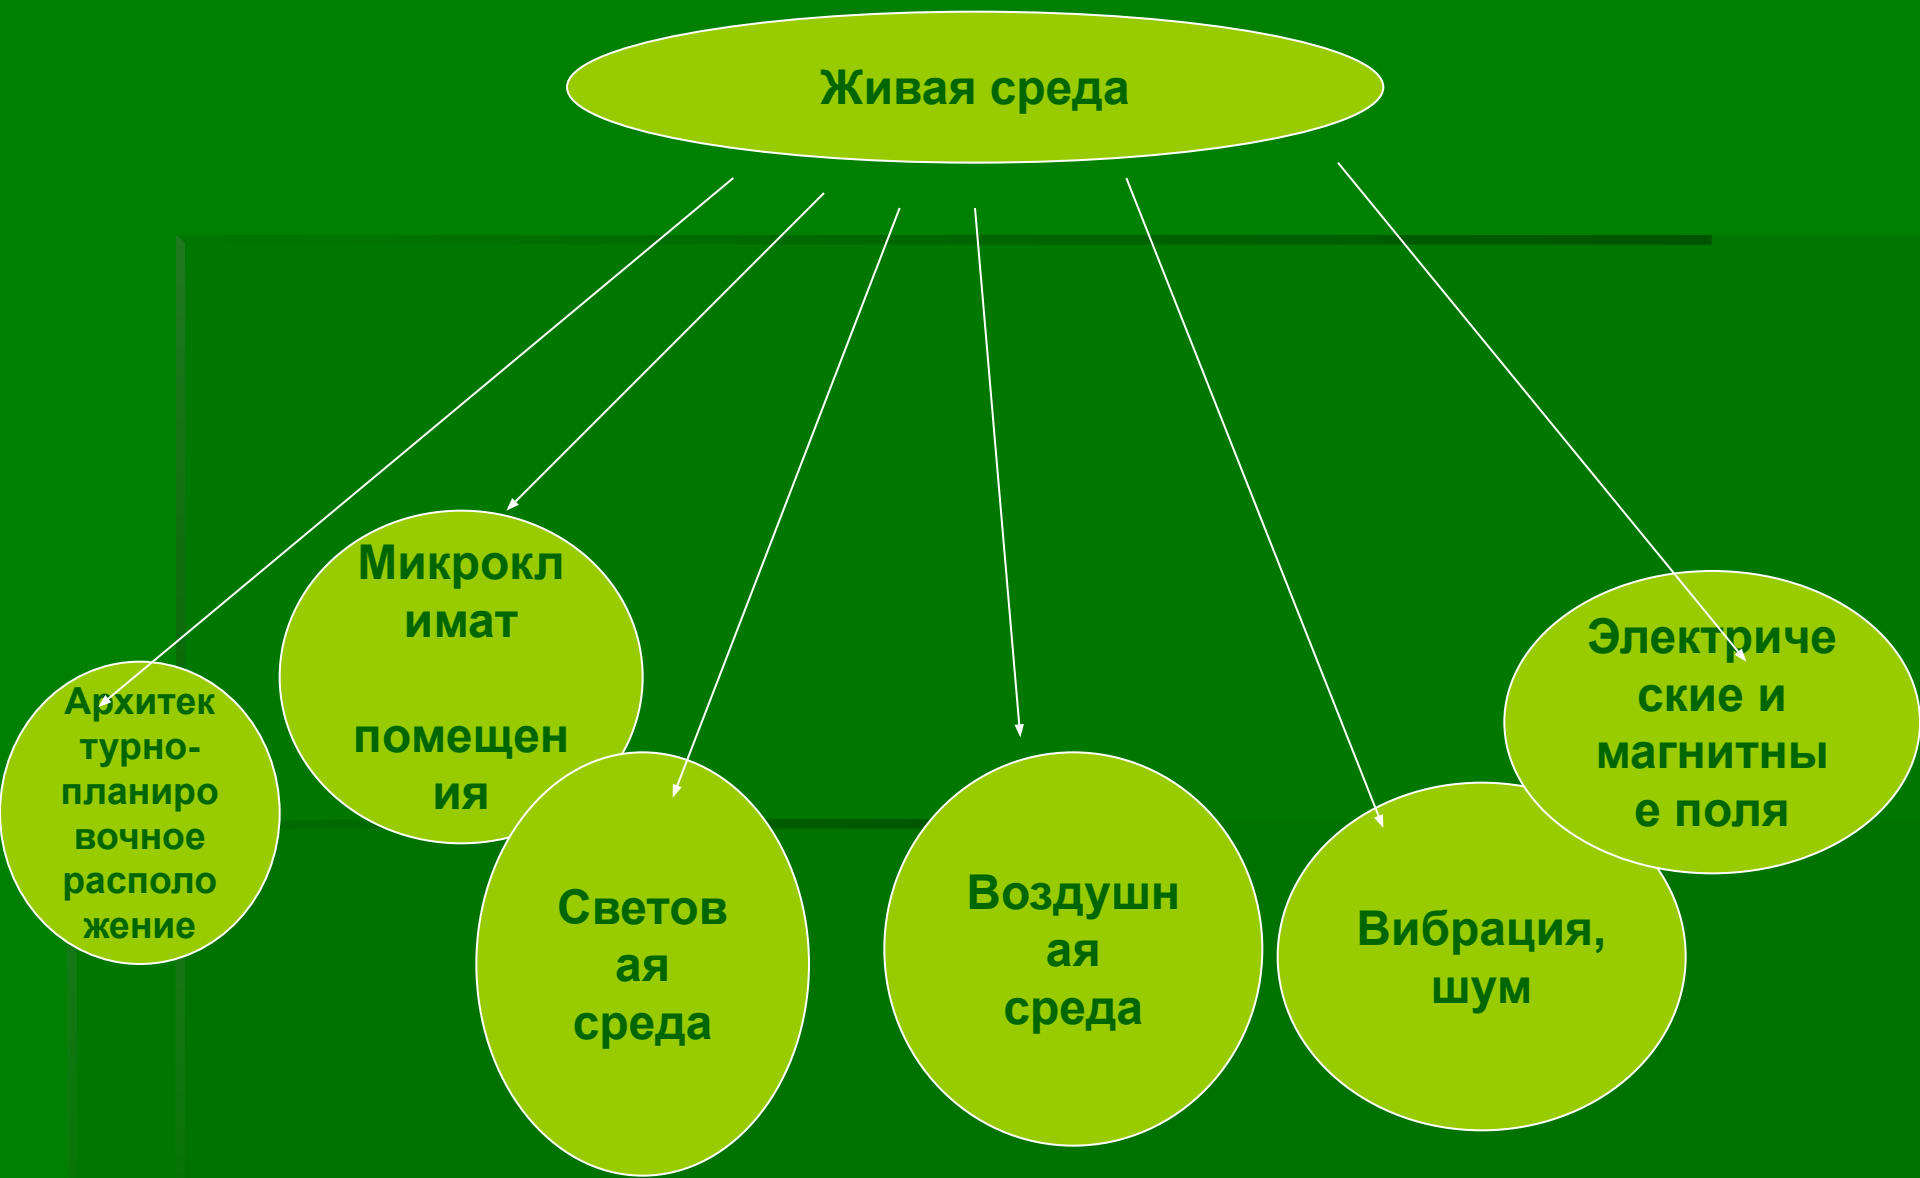 Живая среда
Архитек
турно-
планиро
вочное
располо
жение
Микрокл
имат
помещен
ия
Светов
ая
среда
Воздушн
ая
среда
Вибрация,
шум
Электриче
ские и
магнитны
е поля